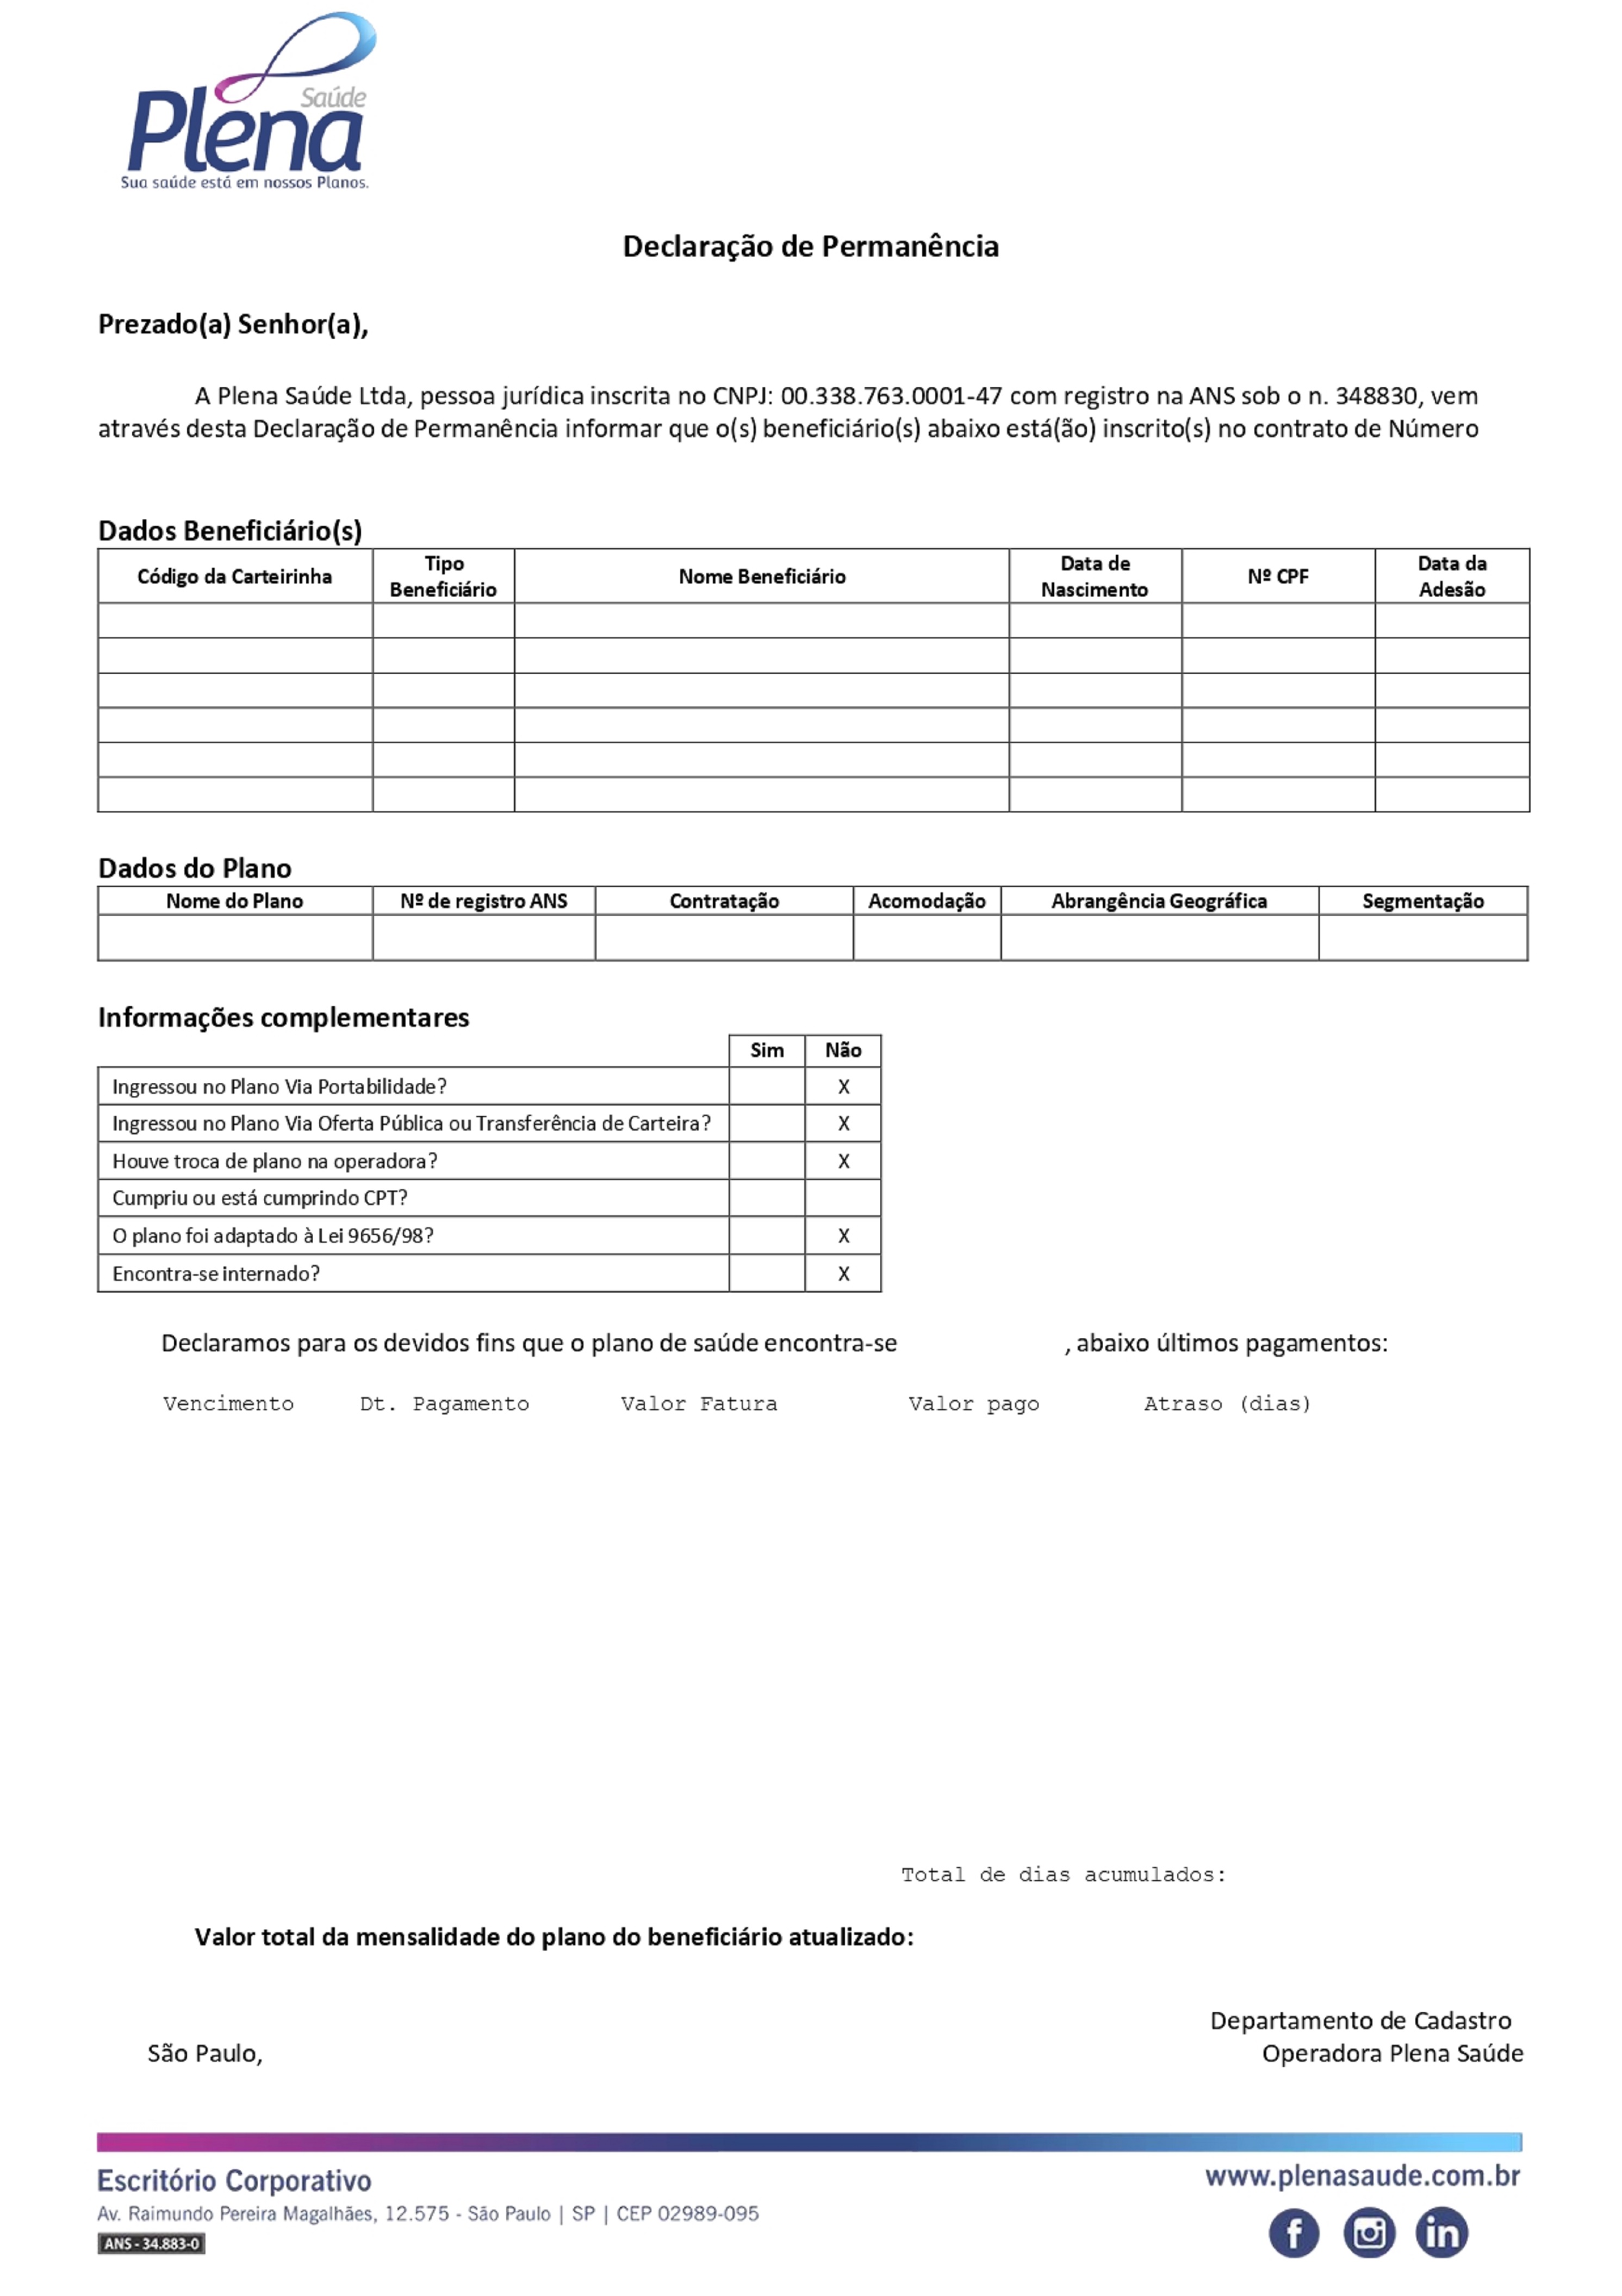 Plena Saúde
Sua saúde está em nossos Planos.
Declaração de Permanência
Prezado(a) Senhor(a),
A Plena Saúde Ltda, pessoa jurídica inscrita no CNPJ: 00.338.763.0001-47 com registro na ANS sob o n. 348830, vem
através desta Declaração de Permanência informar que o(s) beneficiário(s) abaixo está(ão) inscrito(s) no contrato de Número
Dados Beneficiário(s)
Código da Carteirinha Tipo Beneficiário Nome Beneficiário Data de Nascimento Nº CPF Data da Adesão
Dados do Plano
Nome do Plano Nº de registro ANS Contratação Acomodação Abrangência Geográfica Segmentação
Informações complementares
Sim Não
Ingressou no Plano Via Portabilidade? X
Ingressou no Plano Via Oferta Pública ou Transferência de Carteira? X
Houve troca de plano na operadora? X
Cumpriu ou está cumprindo CPT?
O plano foi adaptado à Lei 9656/98? X
Encontra-se internado? X
Declaramos para os devidos fins que o plano de saúde encontra-se , abaixo últimos pagamentos:
Vencimento Dt. Pagamento Valor Fatura Valor pago Atraso (dias)
Total de dias acumulados:
Valor total da mensalidade do plano do beneficiário atualizado:
Departamento de Cadastro
São Paulo, Operadora Plena Saúde
Escritório Corporativo www.plenasaude.com.br
Av. Raimundo Pereira Magalhães, 12.575 - São Paulo | SP | CEP 02989-095
ANS - 34.883-0